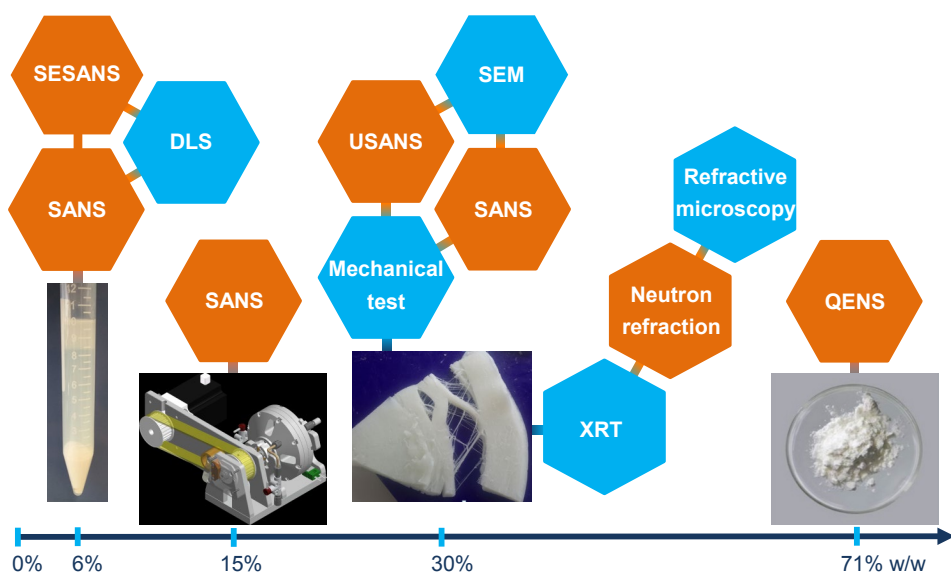 SESANS
DLS
SANS
SANS
USANS
SEM
SANS
Mechanical
test
Refractive
microscopy
Neutron
refraction
XRT
QENS
0%
6%
15%
30%
71% w/w